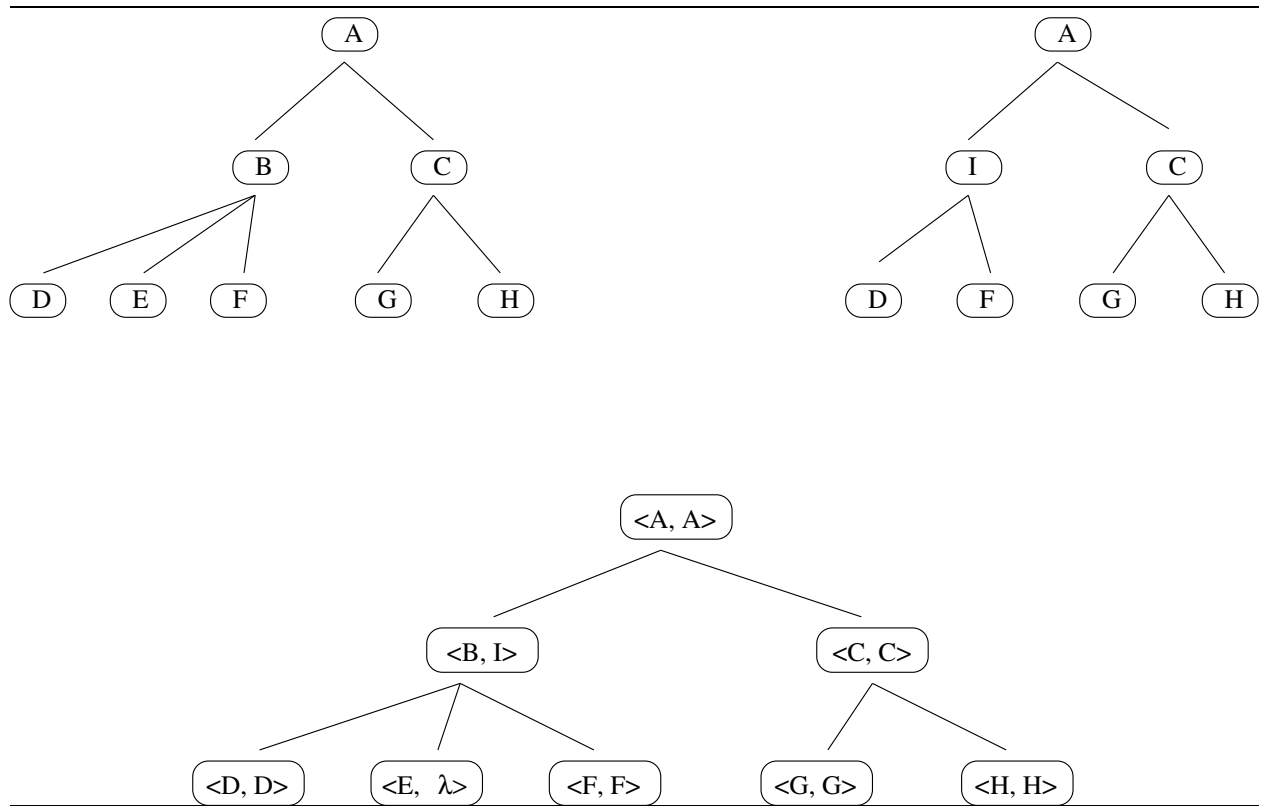 A A
B C I C
D E F G H D F G H
<A, A>
<B, I> <C, C>
<D, D> <E, λ> <F, F> <G, G> <H, H>